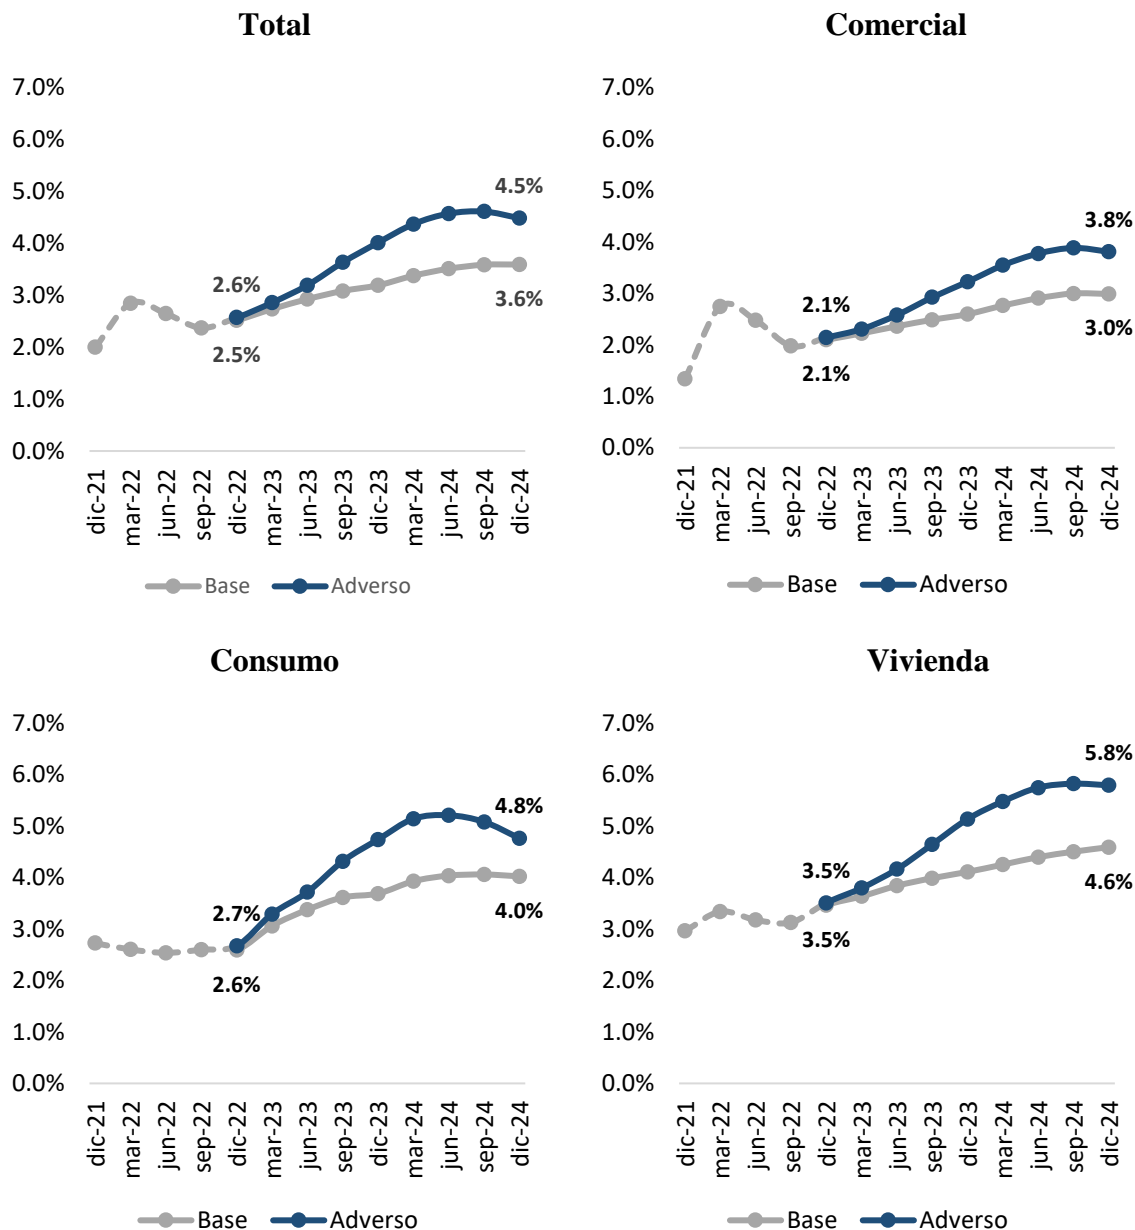 Total
7.0%
6.0%
5.0%
4.0%
3.0%
2.0%
1.0%
0.0%
4.5%
2.6%
3.6%
2.5%
dic-21
mar-22
jun-22
sep-22
dic-22
mar-23
jun-23
sep-23
dic-23
mar-24
jun-24
sep-24
dic-24
Base Adverso
Comercial
7.0%
6.0%
5.0%
4.0%
3.0%
2.0%
1.0%
0.0%
3.8%
2.1%
3.0%
2.1%
dic-21
mar-22
jun-22
sep-22
dic-22
mar-23
jun-23
sep-23
dic-23
mar-24
jun-24
sep-24
dic-24
Base Adverso
Consumo
7.0%
6.0%
5.0%
4.0%
3.0%
2.0%
1.0%
0.0%
4.8%
2.7%
4.0%
2.6%
dic-21
mar-22
jun-22
sep-22
dic-22
mar-23
jun-23
sep-23
dic-23
mar-24
jun-24
sep-24
dic-24
Base Adverso
Vivienda
7.0%
6.0%
5.0%
4.0%
3.0%
2.0%
1.0%
0.0%
5.8%
3.5%
4.6%
3.5%
dic-21
mar-22
jun-22
sep-22
dic-22
mar-23
jun-23
sep-23
dic-23
mar-24
jun-24
sep-24
dic-24
Base Adverso